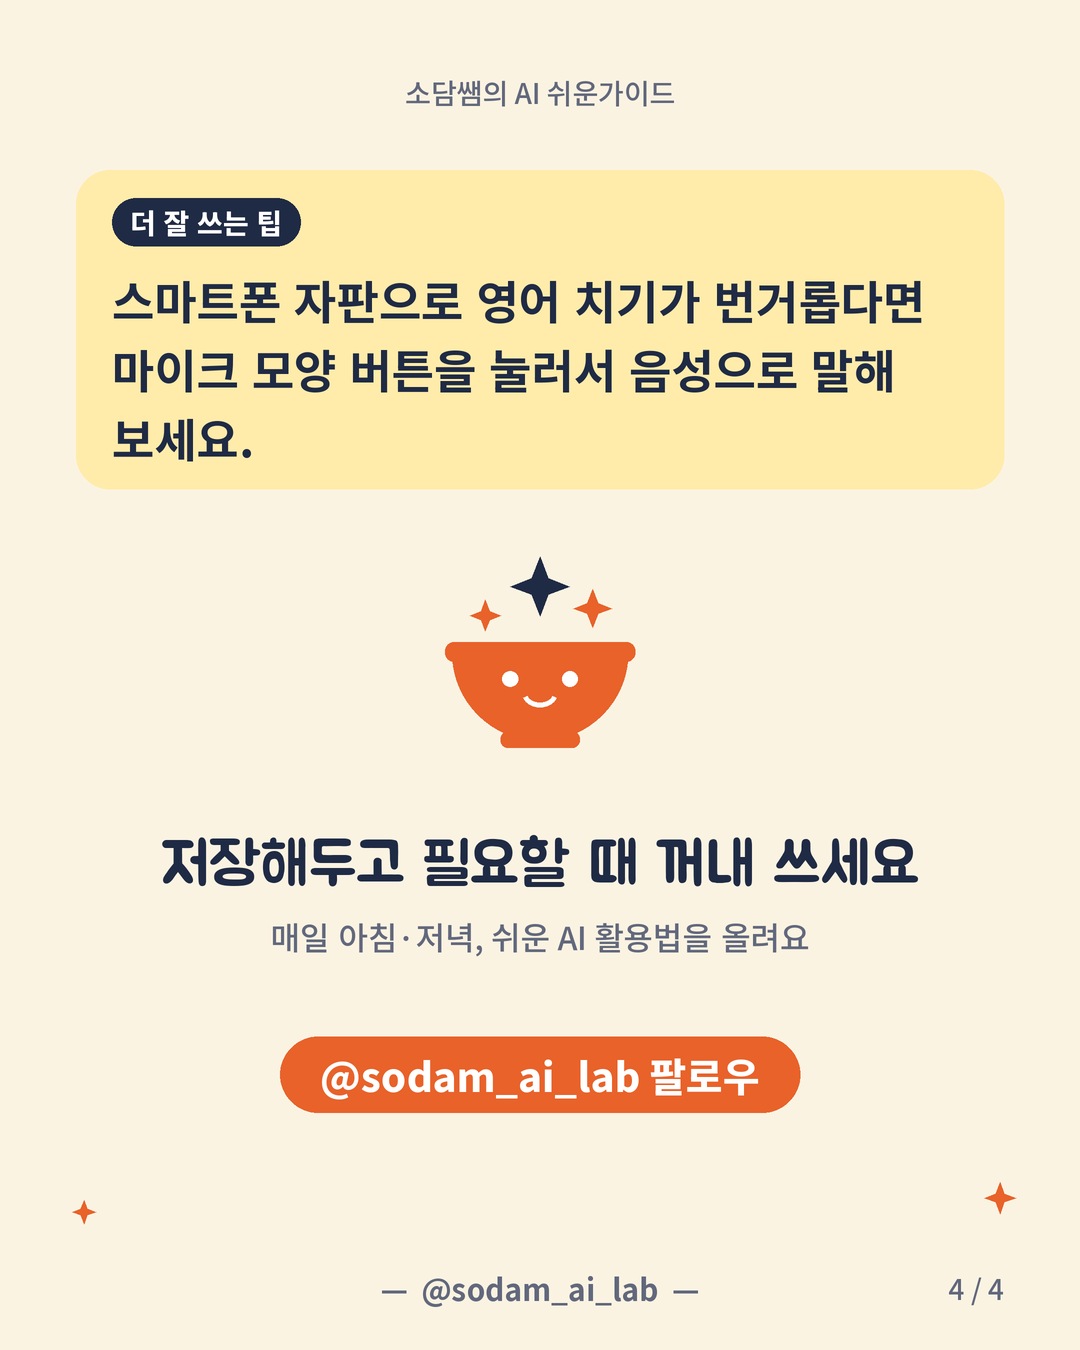 소담쌤의 AI 쉬운가이드
더 잘 쓰는 팁
스마트폰 자판으로 영어 치기가 번거롭다면
마이크 모양 버튼을 눌러서 음성으로 말해
보세요.
저장해두고 필요할 때 꺼내 쓰세요
매일 아침·저녁, 쉬운 AI 활용법을 올려요
@sodam_ai_lab 팔로우
— @sodam_ai_lab —
4 / 4